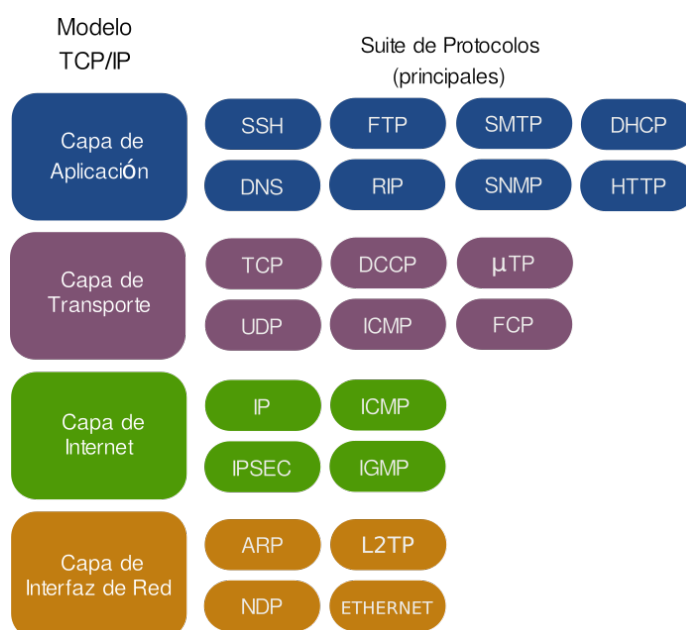 Modelo
TCP/IP
Suite de Protocolos
(principales)
Capa de
Aplicación
SSH FTP SMTP DHCP
DNS RIP SNMP HTTP
Capa de
Transporte
TCP DCCP µTP
UDP ICMP FCP
Capa de
Internet
IP ICMP
IPSEC IGMP
Capa de
Interfaz de Red
ARP L2TP
NDP ETHERNET